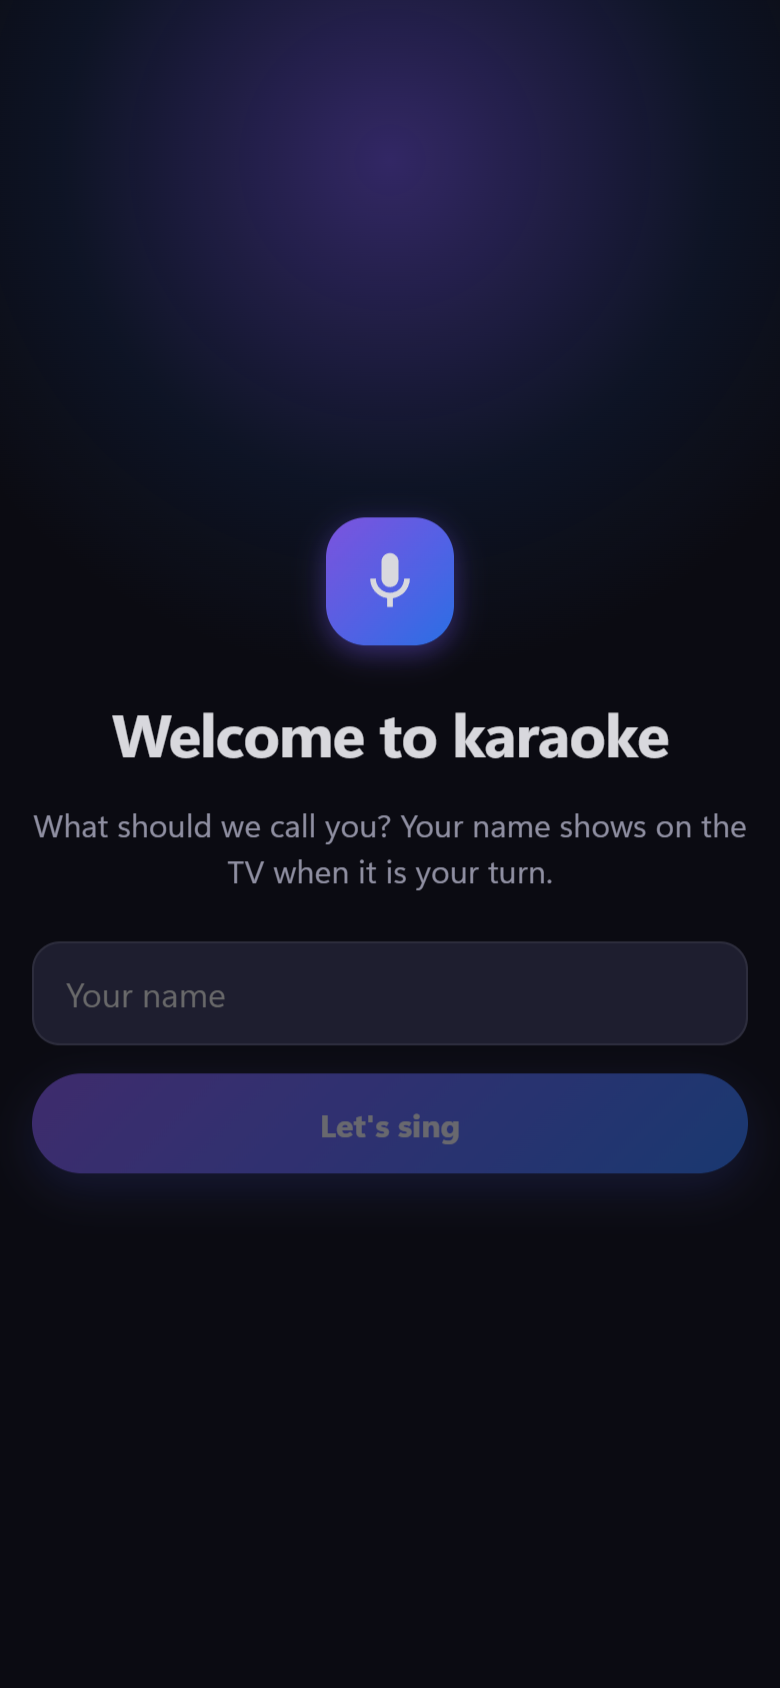 Welcome to karaoke
What should we call you? Your name shows on the
TV when it is your turn.
Your name
Let's sing